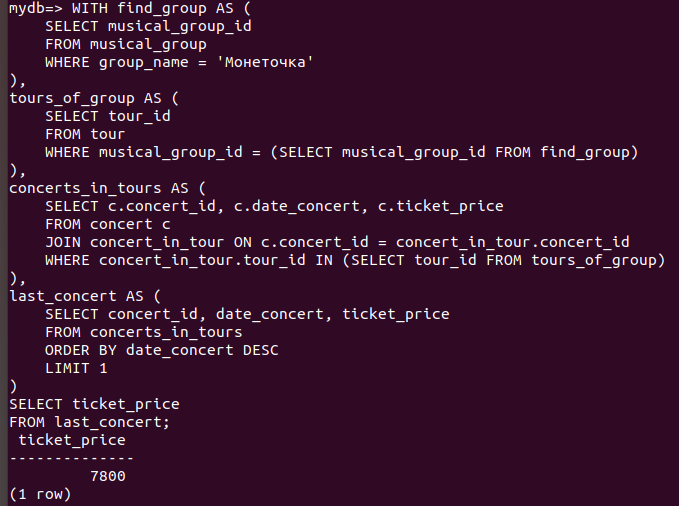 mydb=> WITH find_group AS (
    SELECT musical_group_id
    FROM musical_group
    WHERE group_name = 'Монеточка'
),
tours_of_group AS (
    SELECT tour_id
    FROM tour
    WHERE musical_group_id = (SELECT musical_group_id FROM find_group)
),
concerts_in_tours AS (
    SELECT c.concert_id, c.date_concert, c.ticket_price
    FROM concert c
    JOIN concert_in_tour ON c.concert_id = concert_in_tour.concert_id
    WHERE concert_in_tour.tour_id IN (SELECT tour_id FROM tours_of_group)
),
last_concert AS (
    SELECT concert_id, date_concert, ticket_price
    FROM concerts_in_tours
    ORDER BY date_concert DESC
    LIMIT 1
)
SELECT ticket_price
FROM last_concert;
 ticket_price
--------------
         7800
(1 row)